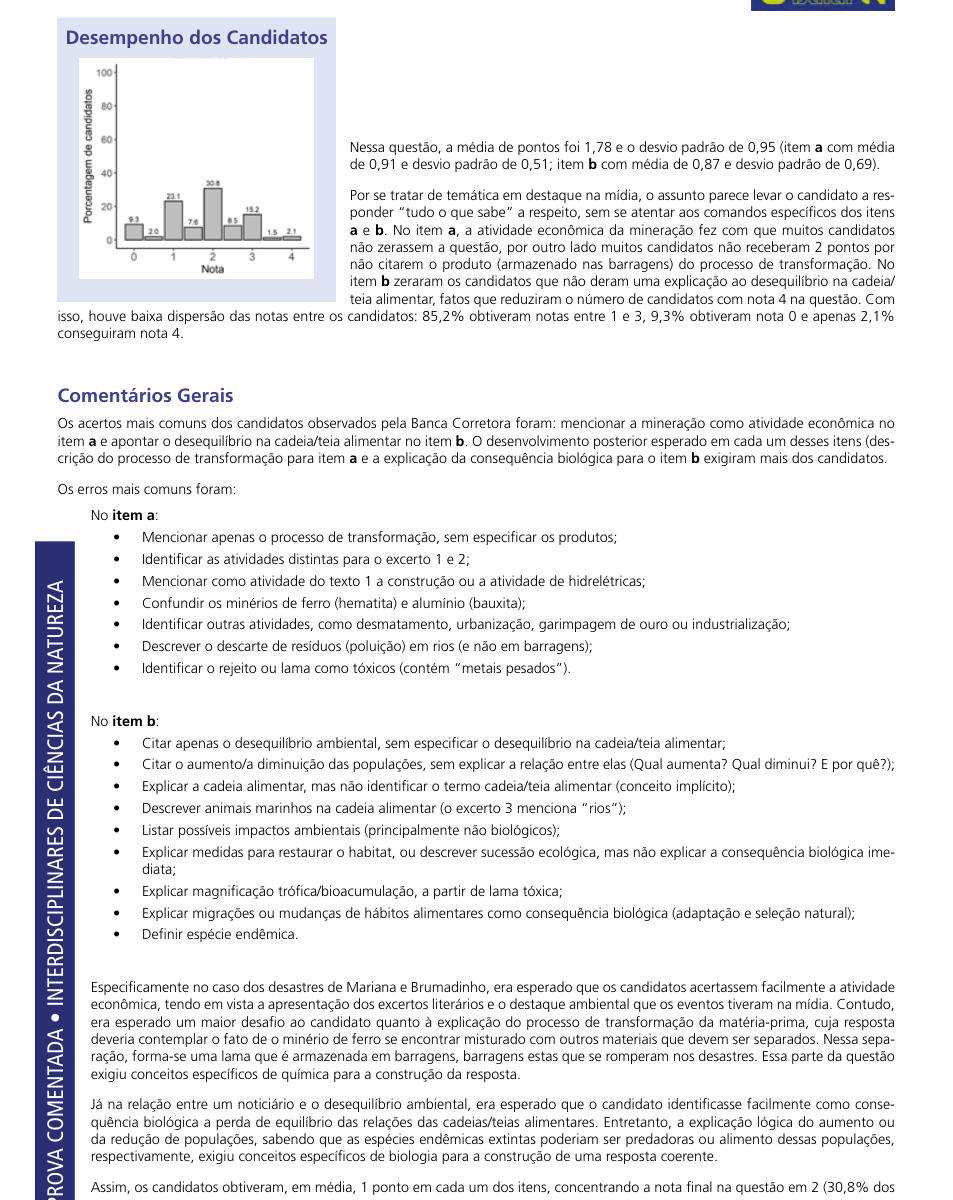 Desempenho dos Candidatos
Porcentagem de candidatos
100
80
60
40
20
0
9.3
2.0
23.1
7.6
30.8
8.5
15.2
1.5
2.1
0 1 2 3 4
Nota
Nessa questão, a média de pontos foi 1,78 e o desvio padrão de 0,95 (item a com média
de 0,91 e desvio padrão de 0,51; item b com média de 0,87 e desvio padrão de 0,69).
Por se tratar de temática em destaque na mídia, o assunto parece levar o candidato a res-
ponder “tudo o que sabe” a respeito, sem se atentar aos comandos específicos dos itens
a e b. No item a, a atividade econômica da mineração fez com que muitos candidatos
não zerassem a questão, por outro lado muitos candidatos não receberam 2 pontos por
não citarem o produto (armazenado nas barragens) do processo de transformação. No
item b zeraram os candidatos que não deram uma explicação ao desequilíbrio na cadeia/
teia alimentar, fatos que reduziram o número de candidatos com nota 4 na questão. Com
isso, houve baixa dispersão das notas entre os candidatos: 85,2% obtiveram notas entre 1 e 3, 9,3% obtiveram nota 0 e apenas 2,1%
conseguiram nota 4.
Comentários Gerais
Os acertos mais comuns dos candidatos observados pela Banca Corretora foram: mencionar a mineração como atividade econômica no
item a e apontar o desequilíbrio na cadeia/teia alimentar no item b. O desenvolvimento posterior esperado em cada um desses itens (des-
crição do processo de transformação para item a e a explicação da consequência biológica para o item b exigiram mais dos candidatos.
Os erros mais comuns foram:
No item a:
• Mencionar apenas o processo de transformação, sem especificar os produtos;
• Identificar as atividades distintas para o excerto 1 e 2;
• Mencionar como atividade do texto 1 a construção ou a atividade de hidrelétricas;
• Confundir os minérios de ferro (hematita) e alumínio (bauxita);
• Identificar outras atividades, como desmatamento, urbanização, garimpagem de ouro ou industrialização;
• Descrever o descarte de resíduos (poluição) em rios (e não em barragens);
• Identificar o rejeito ou lama como tóxicos (contém “metais pesados”).
No item b:
• Citar apenas o desequilíbrio ambiental, sem especificar o desequilíbrio na cadeia/teia alimentar;
• Citar o aumento/a diminuição das populações, sem explicar a relação entre elas (Qual aumenta? Qual diminui? E por quê?);
• Explicar a cadeia alimentar, mas não identificar o termo cadeia/teia alimentar (conceito implícito);
• Descrever animais marinhos na cadeia alimentar (o excerto 3 menciona “rios”);
• Listar possíveis impactos ambientais (principalmente não biológicos);
• Explicar medidas para restaurar o habitat, ou descrever sucessão ecológica, mas não explicar a consequência biológica ime-
diata;
• Explicar magnificação trófica/bioacumulação, a partir de lama tóxica;
• Explicar migrações ou mudanças de hábitos alimentares como consequência biológica (adaptação e seleção natural);
• Definir espécie endêmica.
Especificamente no caso dos desastres de Mariana e Brumadinho, era esperado que os candidatos acertassem facilmente a atividade
econômica, tendo em vista a apresentação dos excertos literários e o destaque ambiental que os eventos tiveram na mídia. Contudo,
era esperado um maior desafio ao candidato quanto à explicação do processo de transformação da matéria-prima, cuja resposta
deveria contemplar o fato de o minério de ferro se encontrar misturado com outros materiais que devem ser separados. Nessa sepa-
ração, forma-se uma lama que é armazenada em barragens, barragens estas que se romperam nos desastres. Essa parte da questão
exigiu conceitos específicos de química para a construção da resposta.
Já na relação entre um noticiário e o desequilíbrio ambiental, era esperado que o candidato identificasse facilmente como conse-
quência biológica a perda de equilíbrio das relações das cadeias/teias alimentares. Entretanto, a explicação lógica do aumento ou
da redução de populações, sabendo que as espécies endêmicas extintas poderiam ser predadoras ou alimento dessas populações,
respectivamente, exigiu conceitos específicos de biologia para a construção de uma resposta coerente.
Assim, os candidatos obtiveram, em média, 1 ponto em cada um dos itens, concentrando a nota final na questão em 2 (30,8% dos
PROVA COMENTADA • INTERDISCIPLINARES DE CIÊNCIAS DA NATUREZA